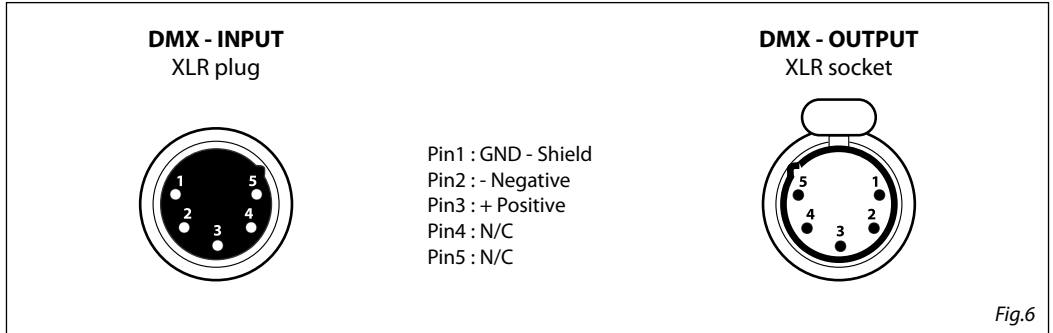 DMX - INPUT
XLR plug
1
5
2
4
3
Pin1 : GND - Shield
Pin2 : - Negative
Pin3 : + Positive
Pin4 : N/C
Pin5 : N/C
DMX - OUTPUT
XLR socket
5
1
4
2
3
Fig.6